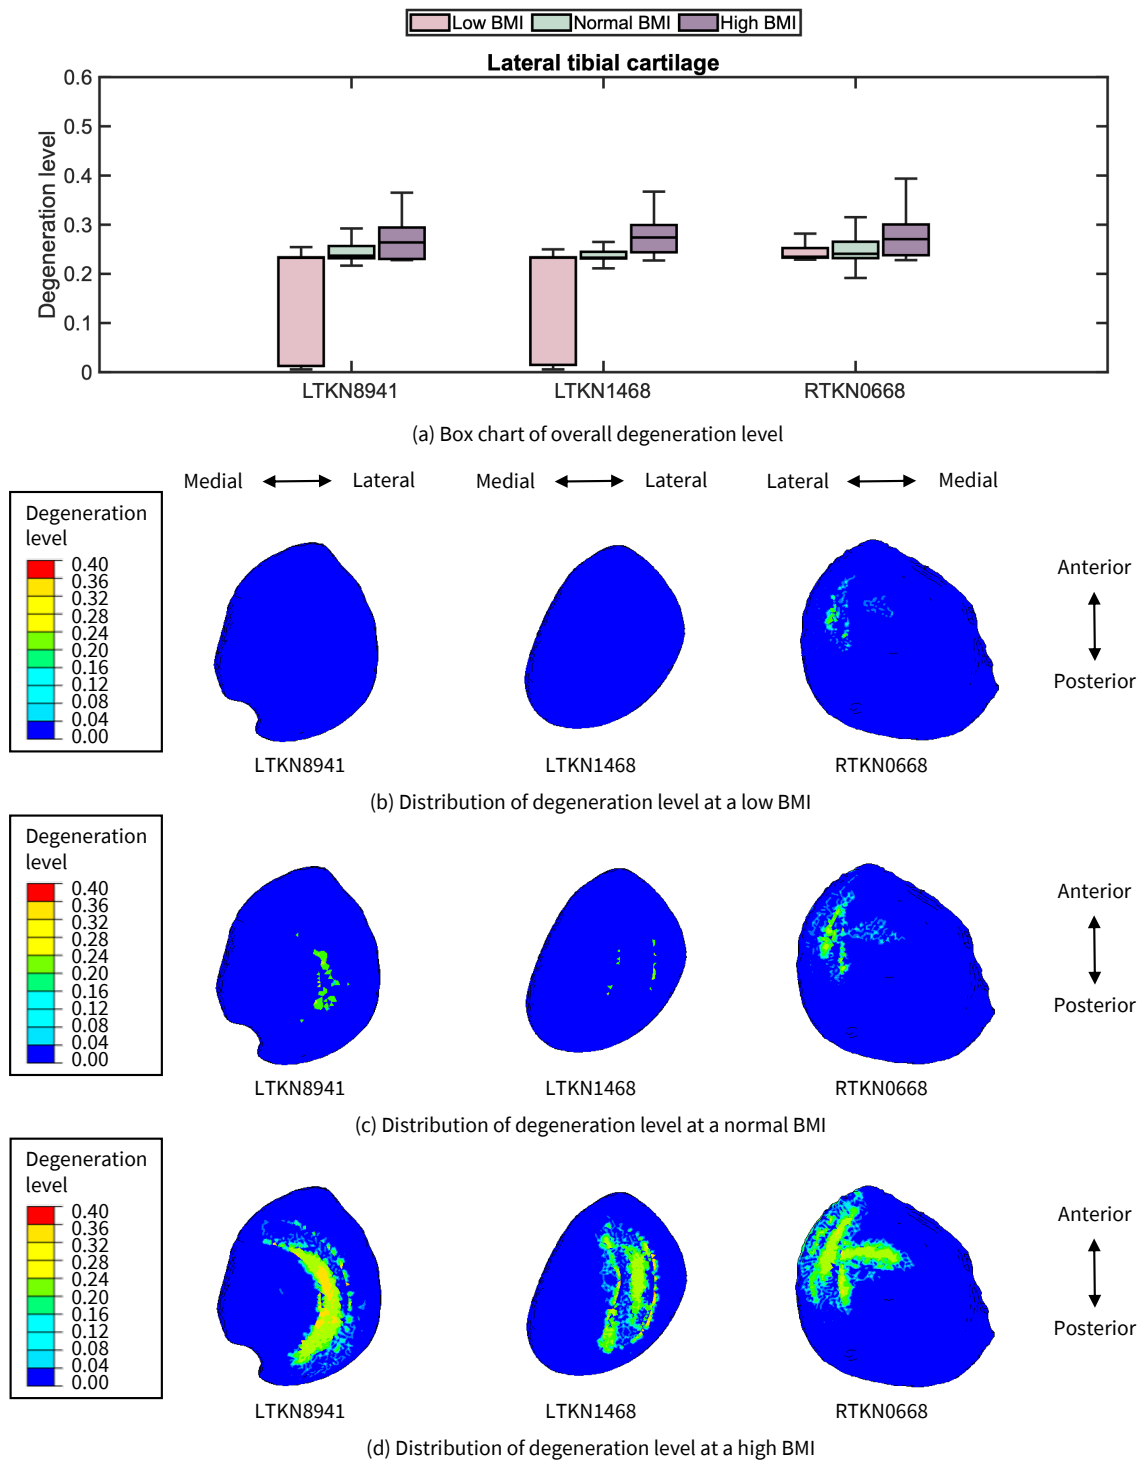 Low BMI Normal BMI High BMI
Lateral tibial cartilage
Degeneration level
0.6
0.5
0.4
0.3
0.2
0.1
0
LTKN8941 LTKN1468 RTKN0668
(a) Box chart of overall degeneration level
Medial Lateral Medial Lateral Lateral Medial
Degeneration
level
0.40
0.36
0.32
0.28
0.24
0.20
0.16
0.12
0.08
0.04
0.00
Anterior
Posterior
LTKN8941 LTKN1468 RTKN0668
(b) Distribution of degeneration level at a low BMI
Degeneration
level
0.40
0.36
0.32
0.28
0.24
0.20
0.16
0.12
0.08
0.04
0.00
Anterior
Posterior
LTKN8941 LTKN1468 RTKN0668
(c) Distribution of degeneration level at a normal BMI
Degeneration
level
0.40
0.36
0.32
0.28
0.24
0.20
0.16
0.12
0.08
0.04
0.00
Anterior
Posterior
LTKN8941 LTKN1468 RTKN0668
(d) Distribution of degeneration level at a high BMI